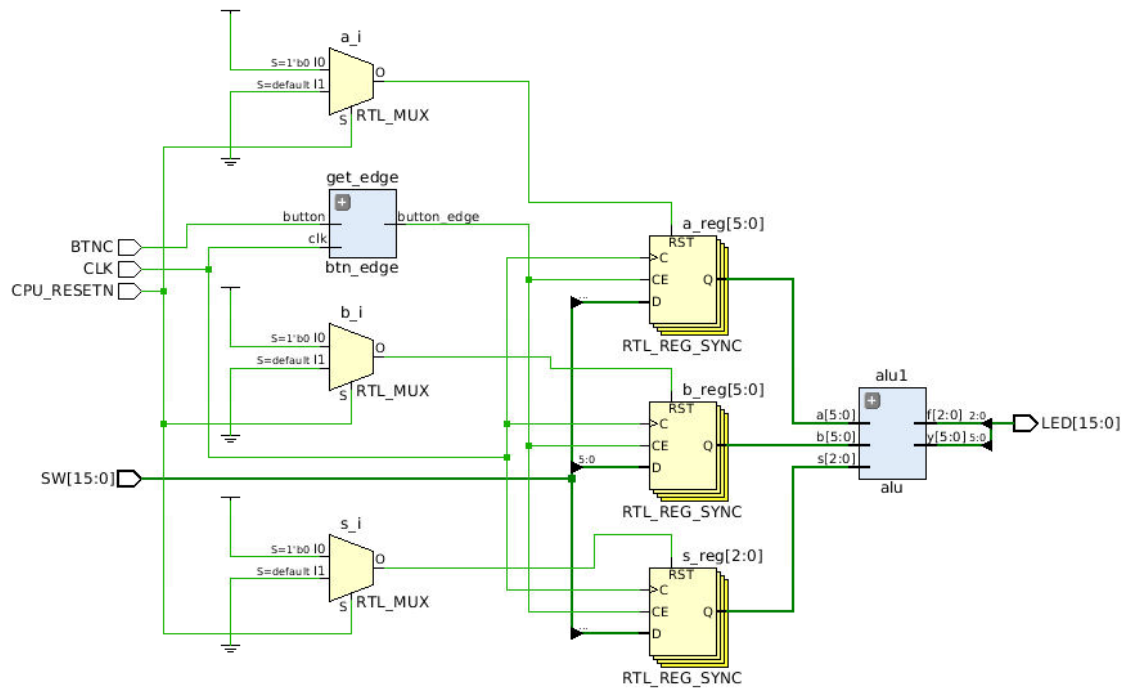 a_i
S=1'b0 I0
O
S=default I1
S
RTL_MUX
get_edge
button
button_edge
clk
btn_edge
BTNC
CLK
CPU_RESETN
a_reg[5:0]
RST
C
CE
Q
D
...
RTL_REG_SYNC
b_i
S=1'b0 I0
O
S=default I1
S
RTL_MUX
b_reg[5:0]
RST
C
CE
Q
5:0
D
RTL_REG_SYNC
alu1
a[5:0]
f[2:0] 2:0
b[5:0]
y[5:0] 5:0
s[2:0]
alu
LED[15:0]
SW[15:0]
s_i
S=1'b0 I0
O
S=default I1
S
RTL_MUX
s_reg[2:0]
RST
C
CE
Q
...
D
RTL_REG_SYNC